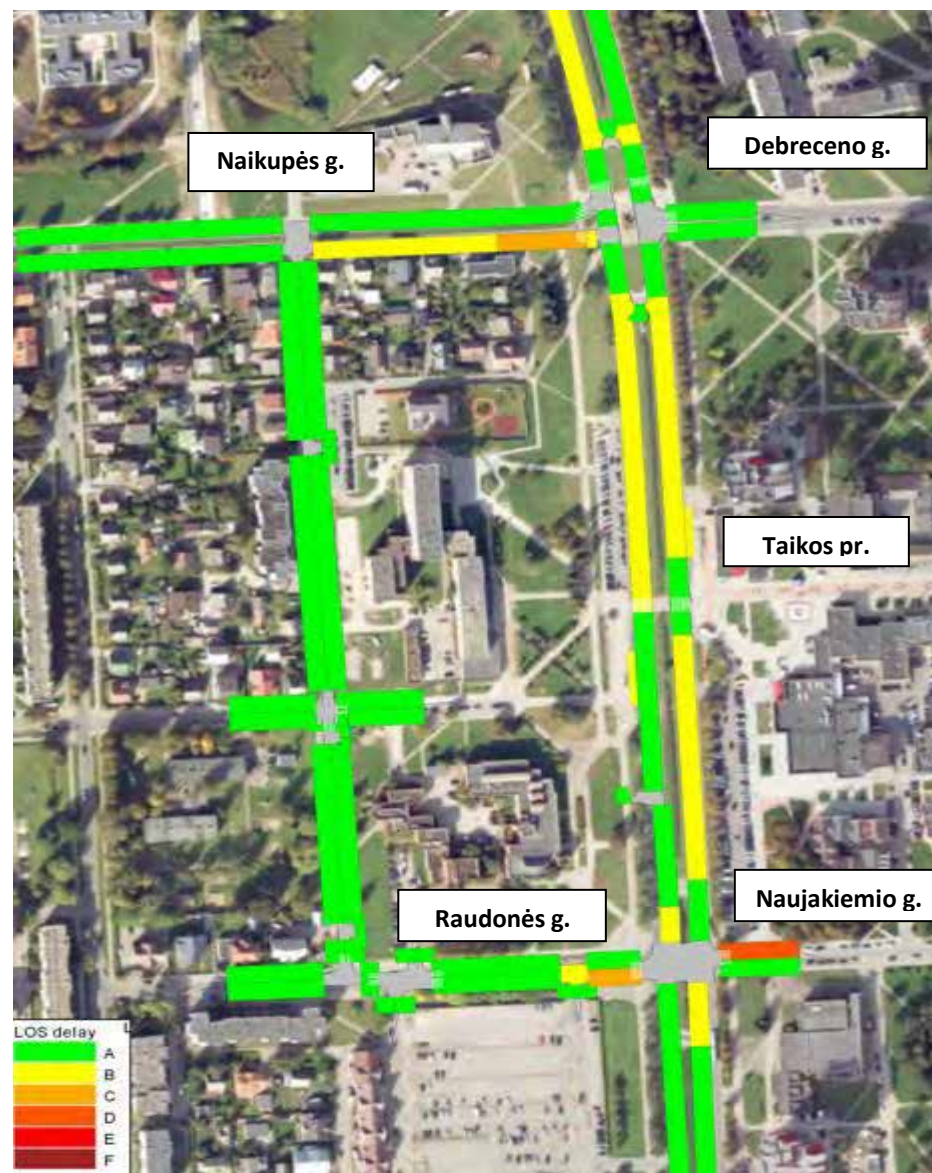 Naikupės g.
Debreceno g.
Taikos pr.
Naujakiemio g.
Raudonės g.
LOS delay
A
B
C
D
E
F